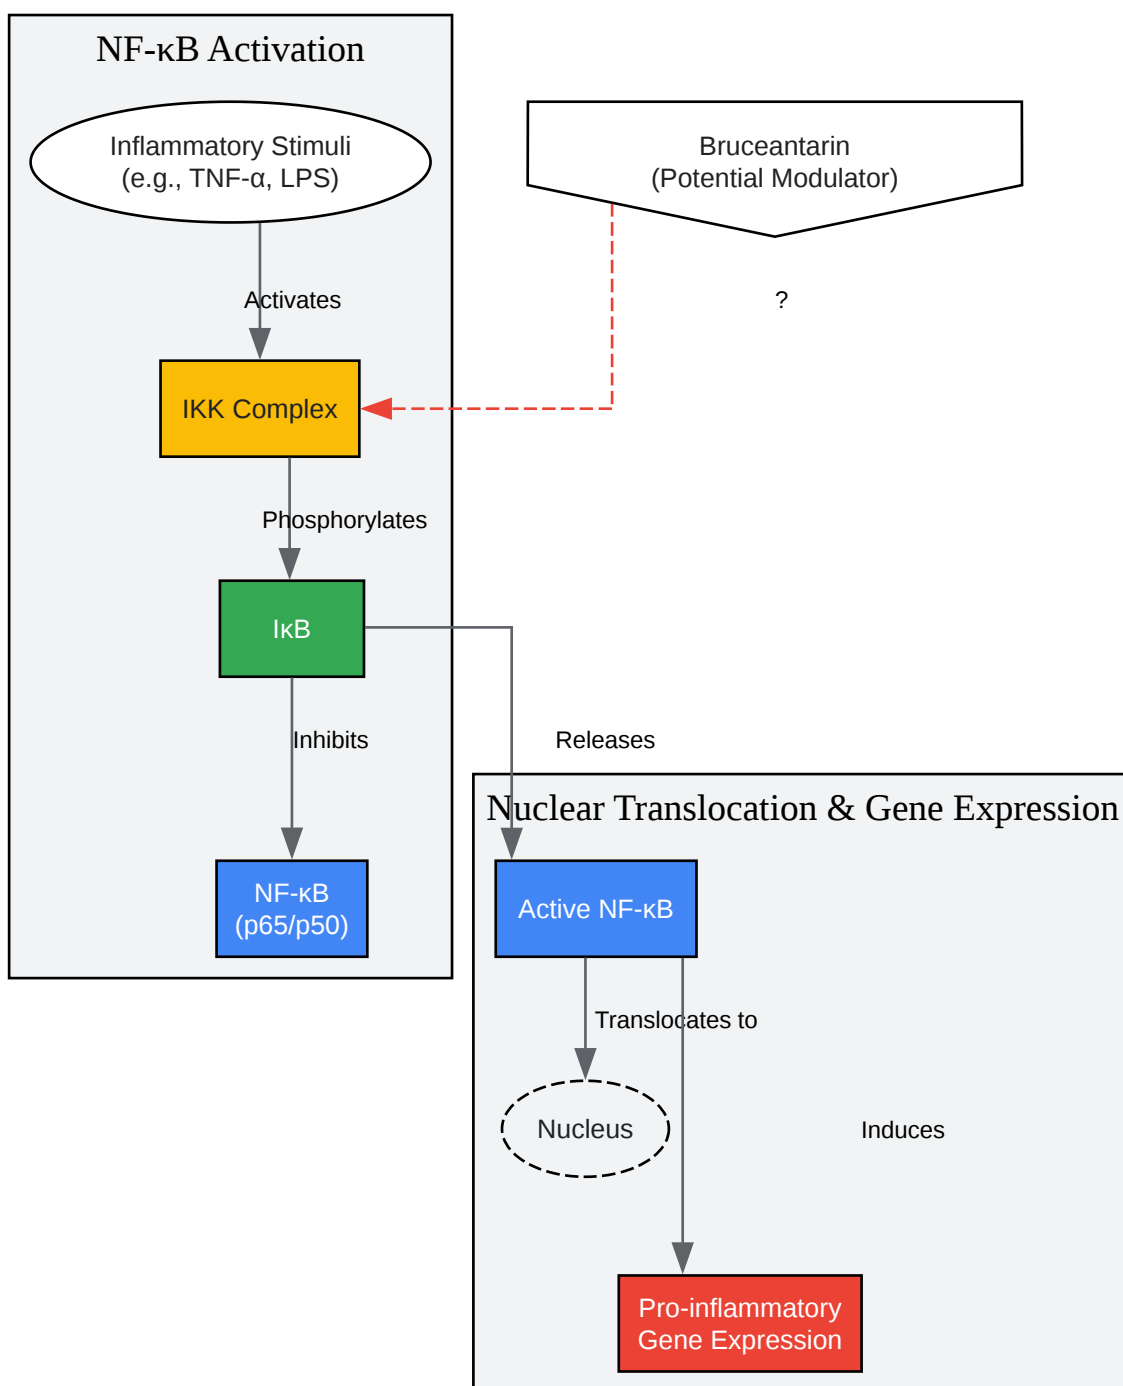 NF-κB Activation
Inflammatory Stimuli
(e.g., TNF-α, LPS)
Bruceantarin
(Potential Modulator)
Activates
?
IKK Complex
Phosphorylates
IκB
Inhibits
Releases
Nuclear Translocation & Gene Expression
NF-κB
(p65/p50)
Active NF-κB
Translocates to
Nucleus
Induces
Pro-inflammatory
Gene Expression